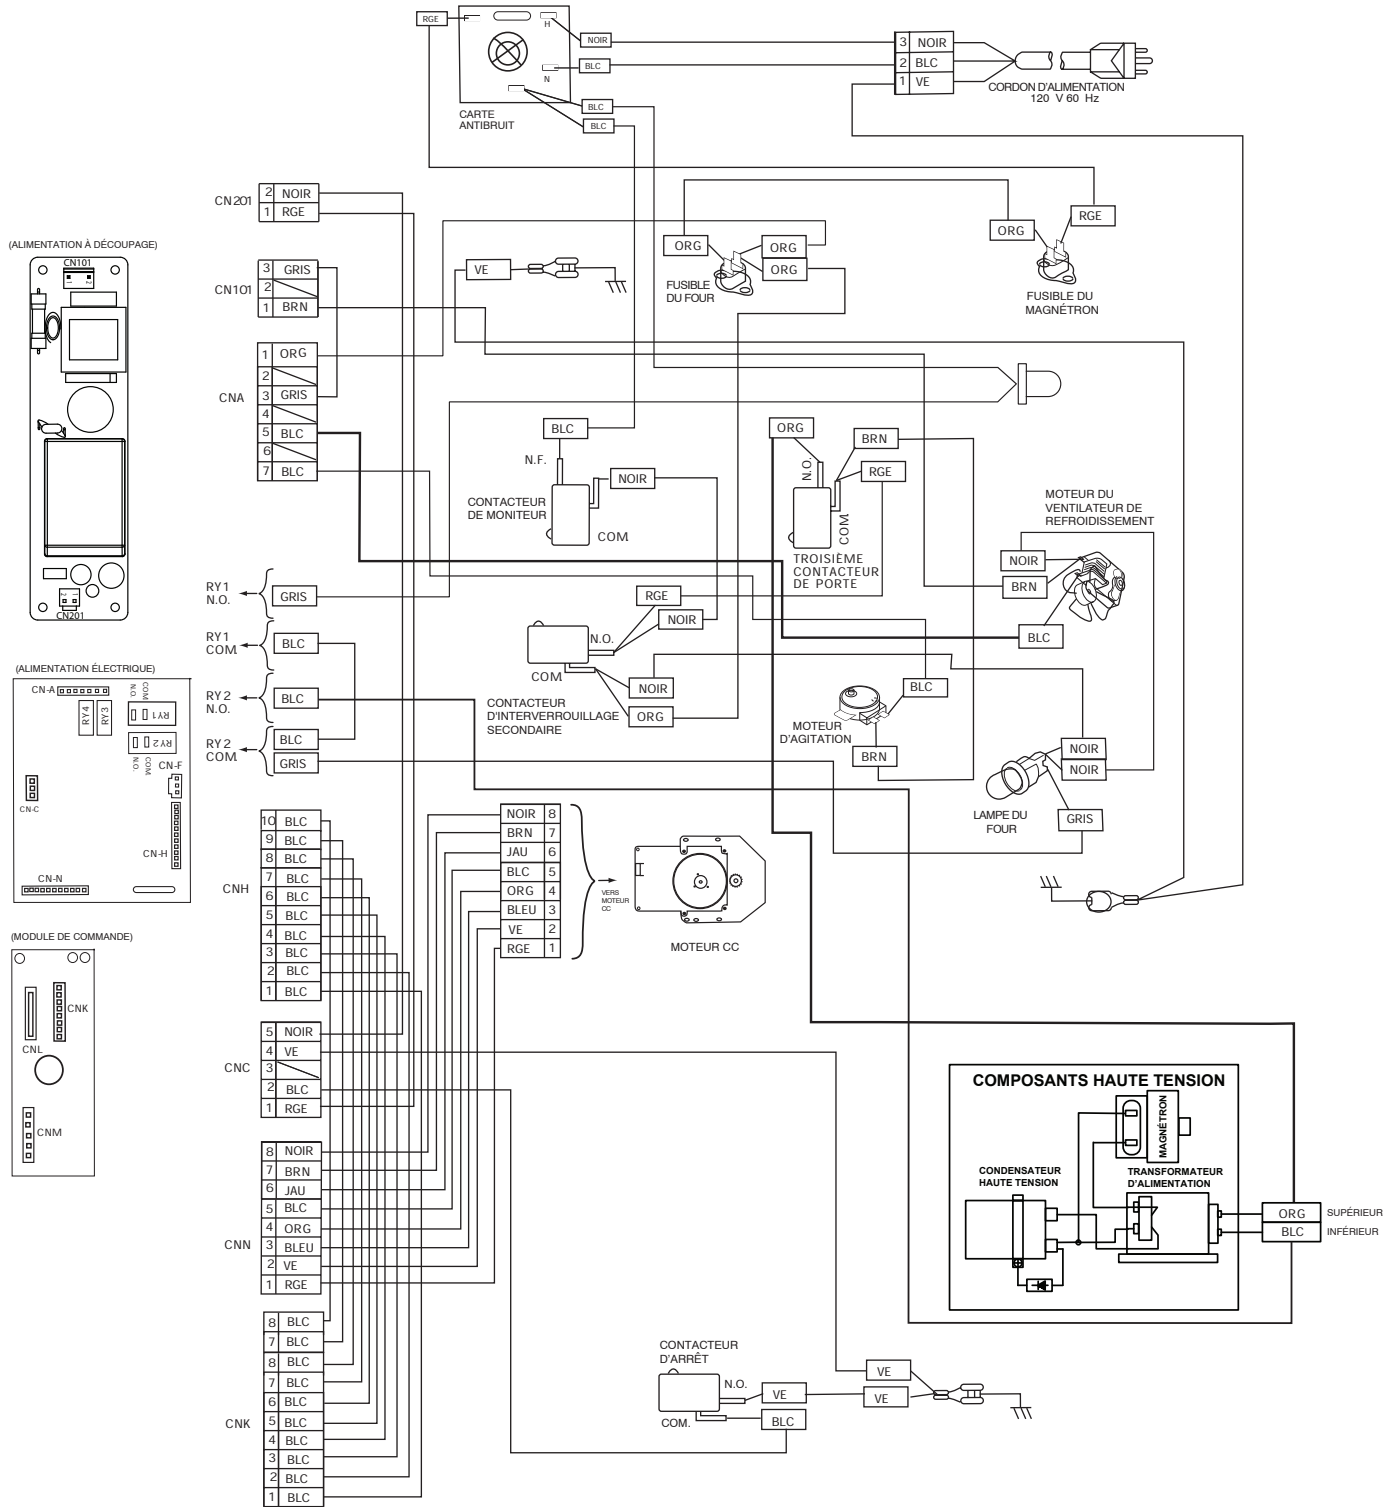 RGE
H
NOIR
N
BLC
BLC
BLC
CARTE
ANTIBRUIT
3 NOIR
2 BLC
1 VE
CORDON D'ALIMENTATION
120 V 60 Hz
CN201
2 NOIR
1 RGE
(ALIMENTATION À DÉCOUPAGE)
CN101
1 2
2 1
CN201
CN101
3 GRIS
2
1 BRN
VE
ORG
ORG
ORG
FUSIBLE
DU FOUR
ORG
RGE
FUSIBLE DU
MAGNÉTRON
CNA
1 ORG
2
3 GRIS
4
5 BLC
6
7 BLC
BLC
N.F.
NOIR
CONTACTEUR
DE MONITEUR
COM.
ORG
N.O.
BRN
RGE
COM.
TROISIÈME
CONTACTEUR
DE PORTE
MOTEUR DU
VENTILATEUR DE
REFROIDISSEMENT
NOIR
BRN
BLC
RY1
N.O.
GRIS
RY1
COM.
BLC
RY2
N.O.
BLC
RY2
COM.
BLC
GRIS
RGE
NOIR
N.O.
COM.
NOIR
ORG
CONTACTEUR
D'INTERVERROUILLAGE
SECONDAIRE
BLC
MOTEUR
D'AGITATION
BRN
NOIR
NOIR
GRIS
LAMPE DU
FOUR
(ALIMENTATION ÉLECTRIQUE)
CN-A
N.O.
COM.
RY4
RY3
RY1
RY2
N.O.
COM.
CN-F
CN-C
CN-H
CN-N
CNH
10 BLC
9 BLC
8 BLC
7 BLC
6 BLC
5 BLC
4 BLC
3 BLC
2 BLC
1 BLC
NOIR 8
BRN 7
JAU 6
BLC 5
ORG 4
BLEU 3
VE 2
RGE 1
VERS
MOTEUR
CC
MOTEUR CC
(MODULE DE COMMANDE)
CNK
CNL
CNM
CNC
5 NOIR
4 VE
3
2 BLC
1 RGE
CNN
8 NOIR
7 BRN
6 JAU
5 BLC
4 ORG
3 BLEU
2 VE
1 RGE
CNK
8 BLC
7 BLC
8 BLC
7 BLC
6 BLC
5 BLC
4 BLC
3 BLC
2 BLC
1 BLC
COMPOSANTS HAUTE TENSION
MAGNÉTRON
CONDENSATEUR
HAUTE TENSION
TRANSFORMATEUR
D'ALIMENTATION
ORG SUPÉRIEUR
BLC INFÉRIEUR
CONTACTEUR
D'ARRÊT
N.O.
COM.
VE
BLC
VE
VE